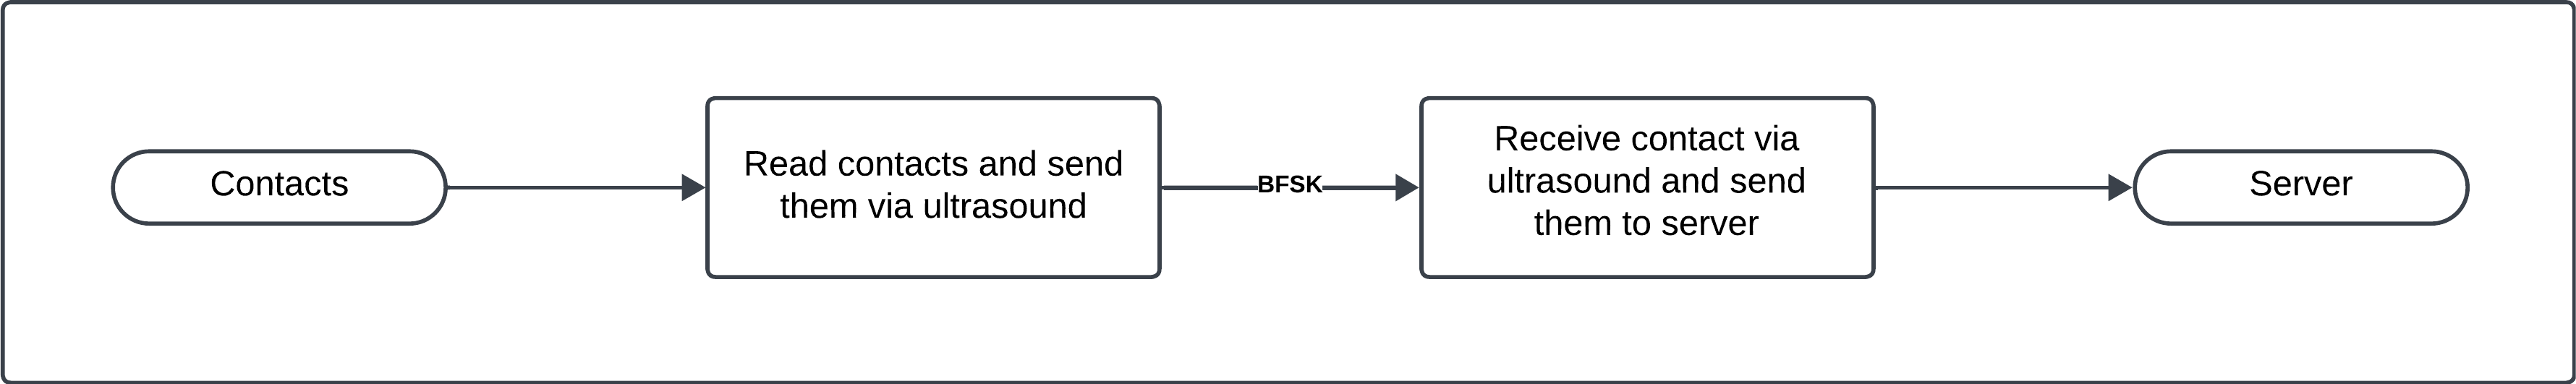 Contacts
Read contacts and send
them via ultrasound
BFSK
Receive contact via
ultrasound and send
them to server
Server